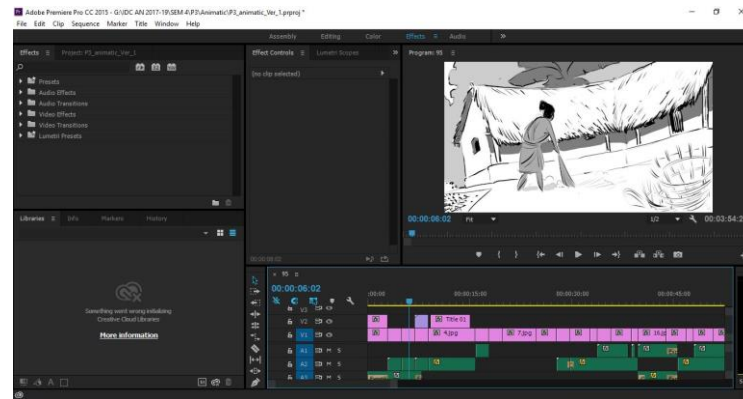 Adobe Premiere Pro CC 2015 - G:\IDC AN 2017-19\SEM 4\P3\Animatic\P3_animatic_Ver_1.prproj *
File Edit Clip Sequence Marker Title Window Help
Assembly Editing Color Effects Audio »
Effects Project: P3_animatic_Ver_1
Presets
Audio Effects
Audio Transitions
Video Effects
Video Transitions
Lumetri Presets
Effect Controls Lumetri Scopes »
(no clip selected)
00:00:06:02
Program: 95
00:00:06:02 Fit 1/2 00:03:54:2
Libraries Info Markers History
Something went wrong initializing
Creative Cloud Libraries
More information
× 95
00:00:06:02
:00:00 00:00:15:00 00:00:30:00 00:00:45:00
V3
V2 Title 01
V1 4.jpg 7.jpg 16.jp
A1 M S
A2 M S
A3 M S